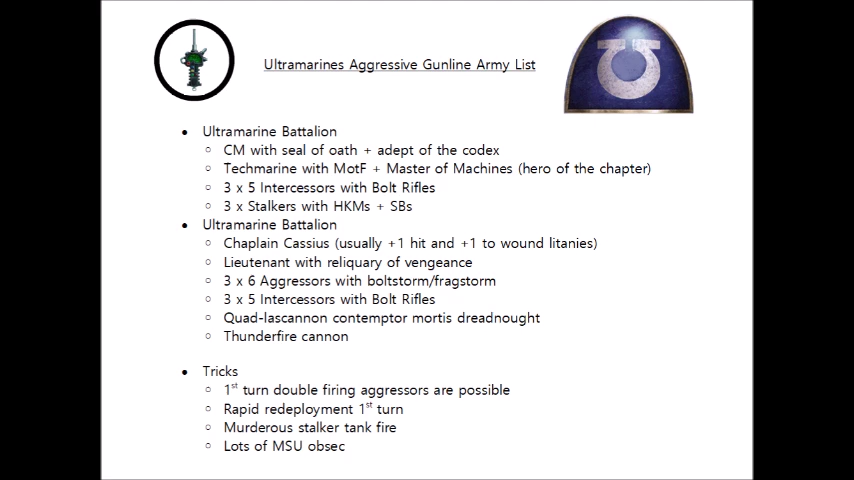 Ultramarines Aggressive Gunline Army List
• Ultramarine Battalion
○ CM with seal of oath + adept of the codex
○ Techmarine with MotF + Master of Machines (hero of the chapter)
○ 3 x 5 Intercessors with Bolt Rifles
○ 3 x Stalkers with HKMs + SBs
• Ultramarine Battalion
○ Chaplain Cassius (usually +1 hit and +1 to wound litanies)
○ Lieutenant with reliquary of vengeance
○ 3 x 6 Aggressors with boltstorm/fragstorm
○ 3 x 5 Intercessors with Bolt Rifles
○ Quad-lascannon contemptor mortis dreadnought
○ Thunderfire cannon
• Tricks
○ 1st turn double firing aggressors are possible
○ Rapid redeployment 1st turn
○ Murderous stalker tank fire
○ Lots of MSU obsec